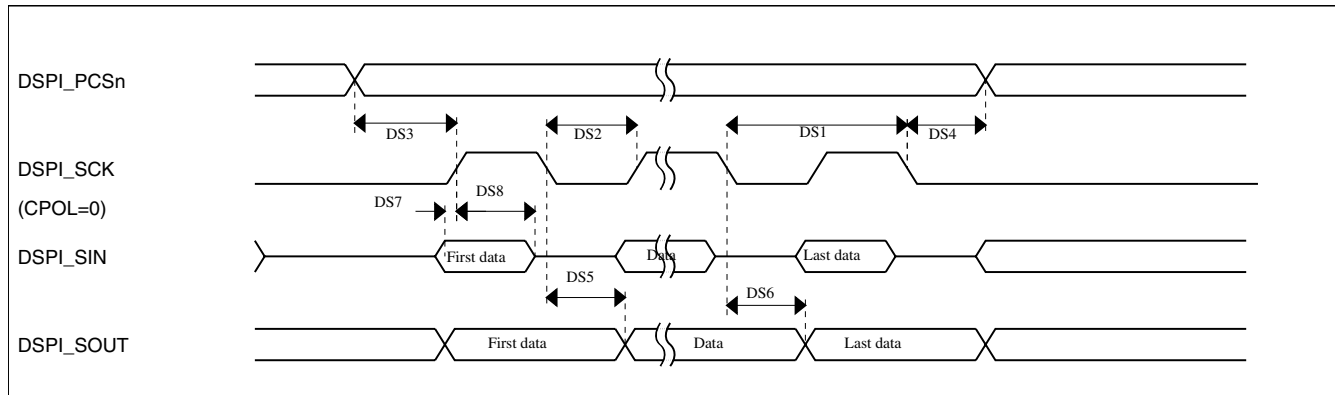 DSPI_PCSn
DS3
DS2
DS1
DS4
DSPI_SCK
(CPOL=0)
DS7
DS8
DSPI_SIN
First data
Data
Last data
DS5
DS6
DSPI_SOUT
First data
Data
Last data